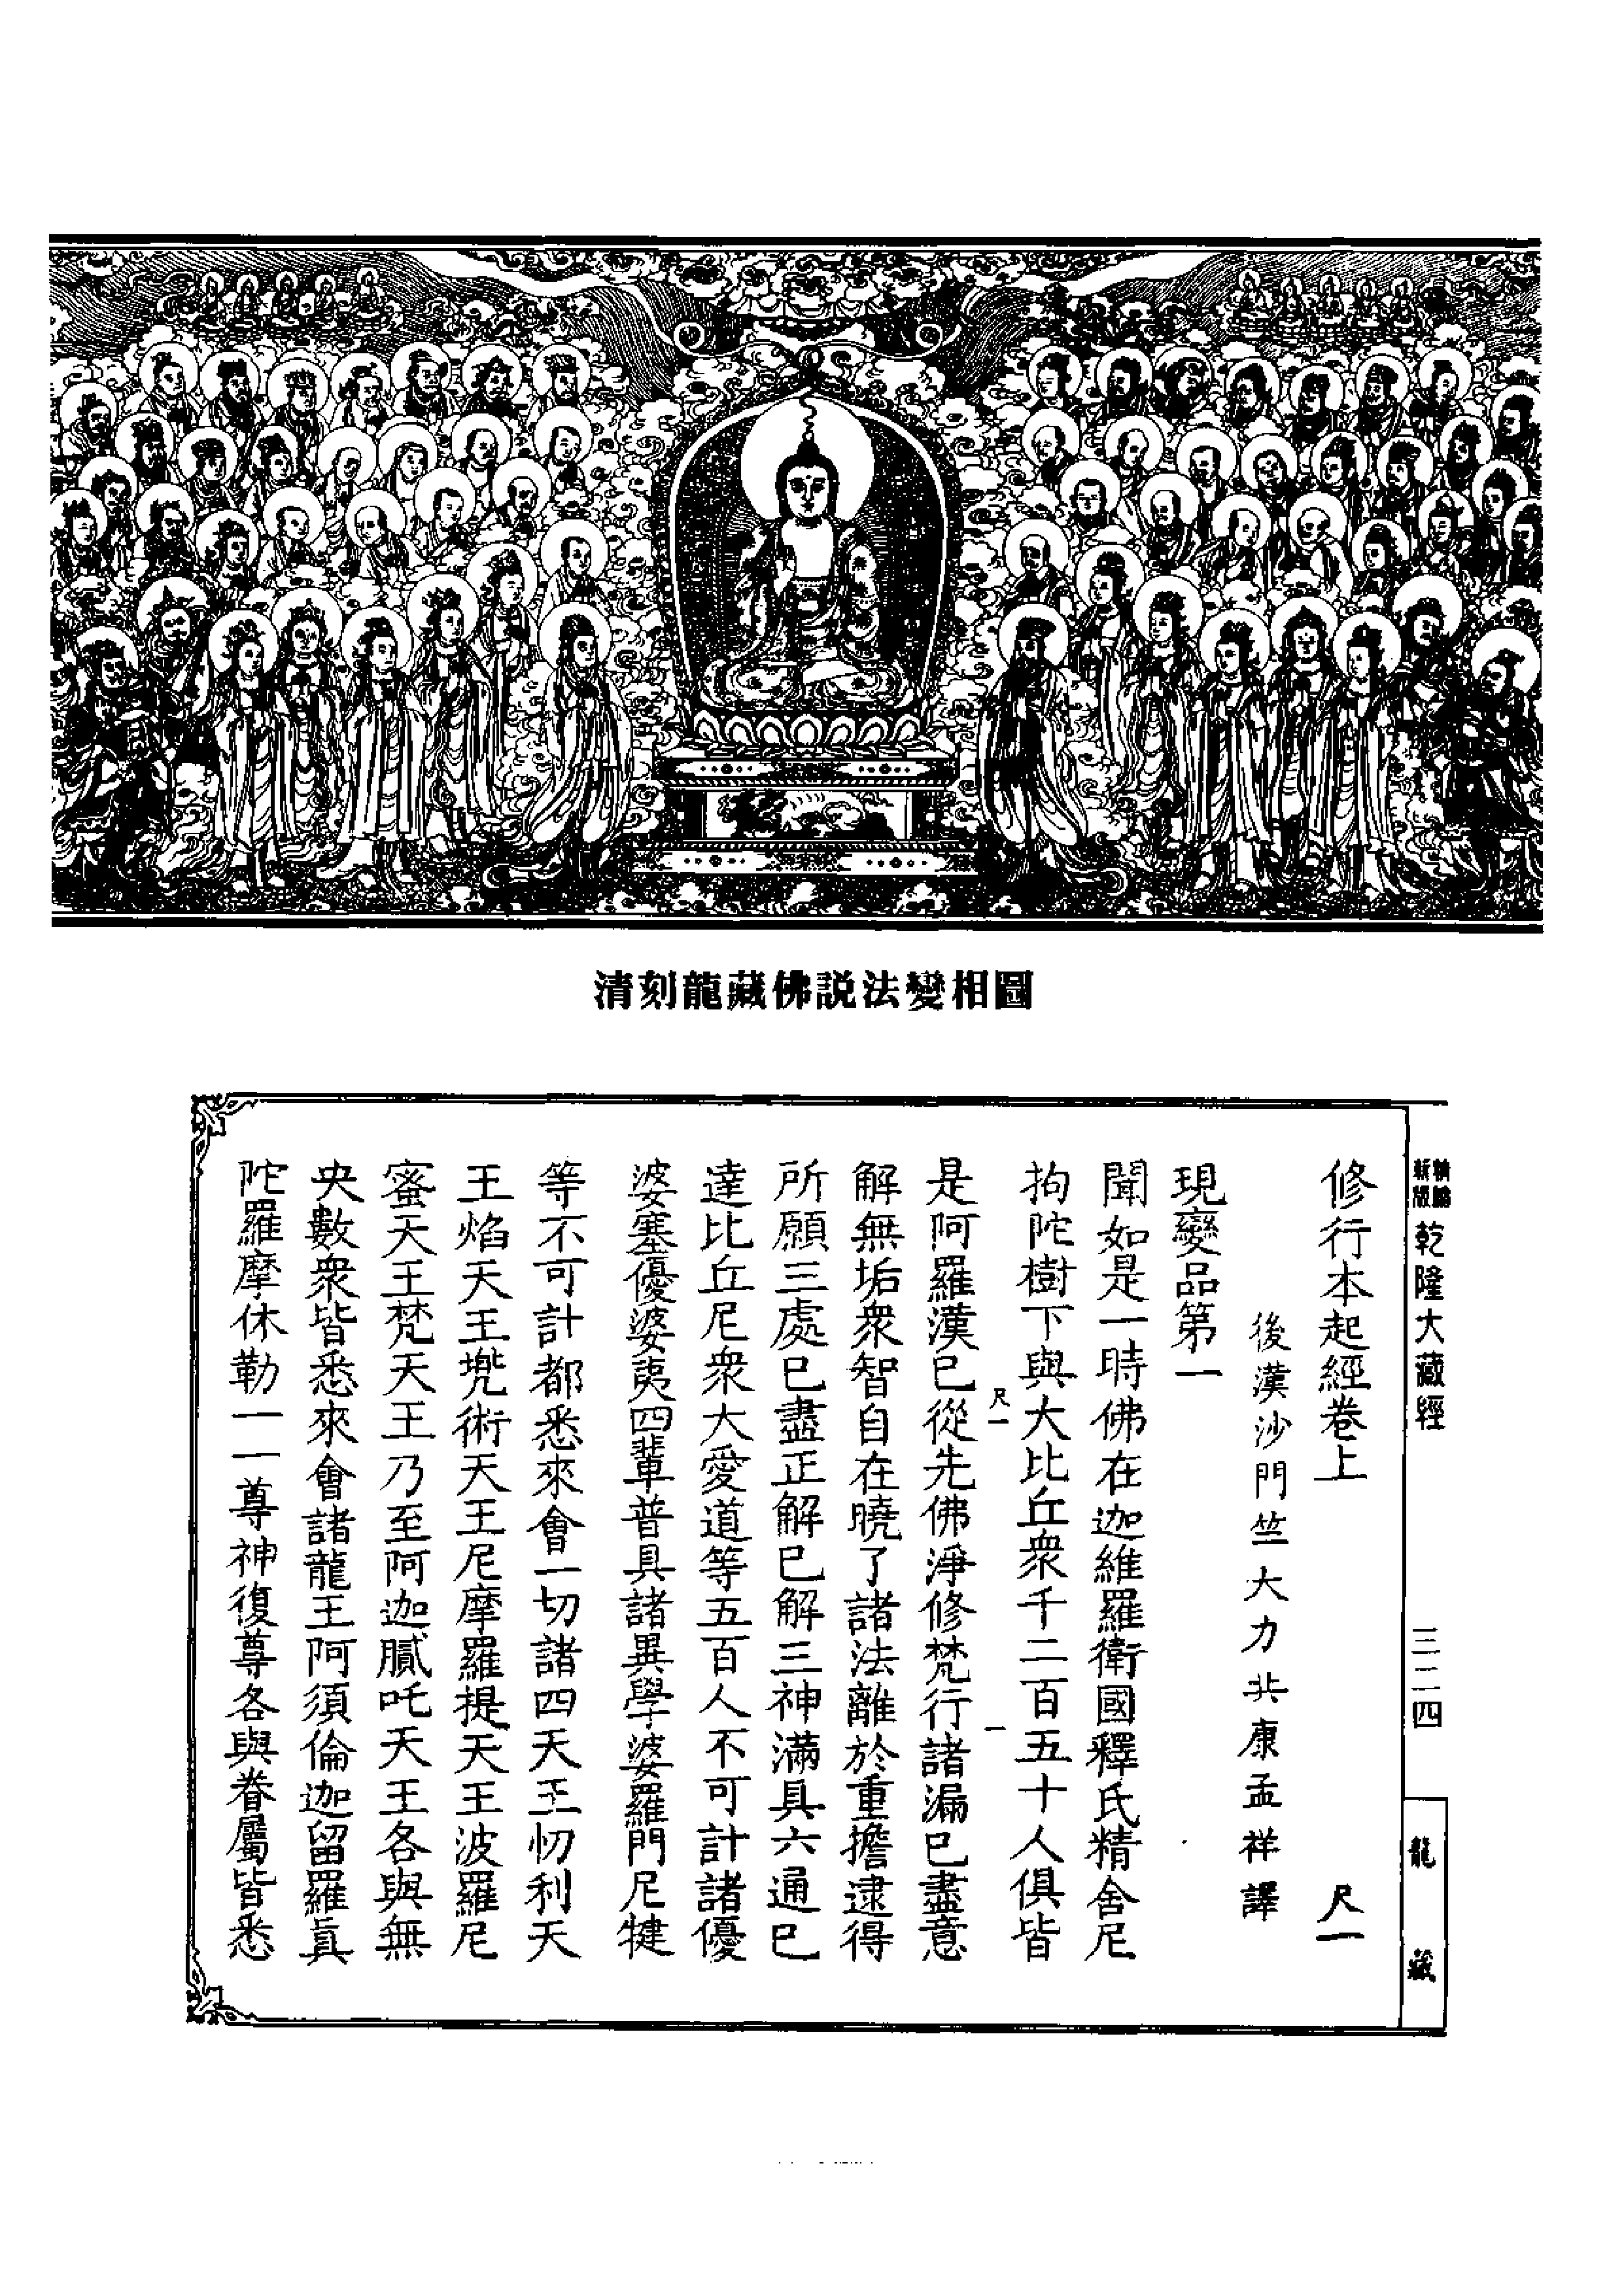 清刻龍藏佛説法變相圖
新版
乾隆大藏經
三二四
龍藏
修行本起經卷上
尺一
後漢沙門竺大力共康孟祥譯
現變品第一
聞如是一時佛在迦維羅衛國釋氏精舍尼
拘陀樹下與大比丘衆千二百五十人俱皆
尺一
一
是阿羅漢已從先佛淨修梵行諸漏已盡意
解無垢衆智自在曉了諸法離於重擔逮得
所願三處已盡正解已解三神滿具六通已
達比丘尼衆大愛道等五百人不可計諸優
婆塞優婆夷四輩普具諸異學婆羅門尼犍
等不可計都悉來會一切諸四天王忉利天
王焰天王兠術天王尼摩羅提天王波羅尼
蜜天王梵天王乃至阿迦膩吒天王各與無
央數衆皆悉來會諸龍王阿須倫迦留羅真
陀羅摩休勒一一尊神復尊各與眷屬皆悉